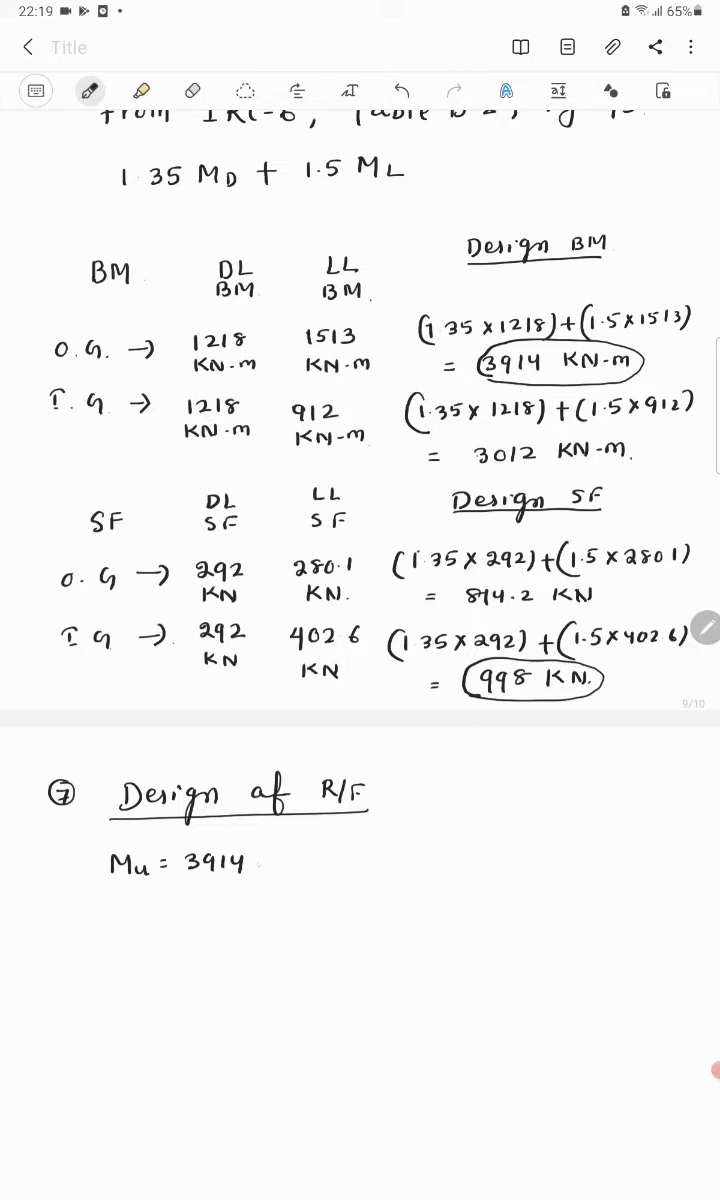 22:19 65%
Title
from IRC-6, Table
1.35 MD + 1.5 ML
Design BM
BM DL BM LL BM.
O.G. → 1218 KN-m 1513 KN-m (1.35 x 1218) + (1.5 x 1513)
= 3914 KN-m
I.G → 1218 KN-m 912 KN-m (1.35 x 1218) + (1.5 x 912)
= 3012 KN-m.
SF DL SF LL SF Design SF
O.G → 292 KN 280.1 KN. (1.35 x 292) + (1.5 x 280.1)
= 814.2 KN
I G → 292 KN 402.6 KN (1.35 x 292) + (1.5 x 402.6)
= 998 KN.
9/10
7 Design of R/F
Mu = 3914